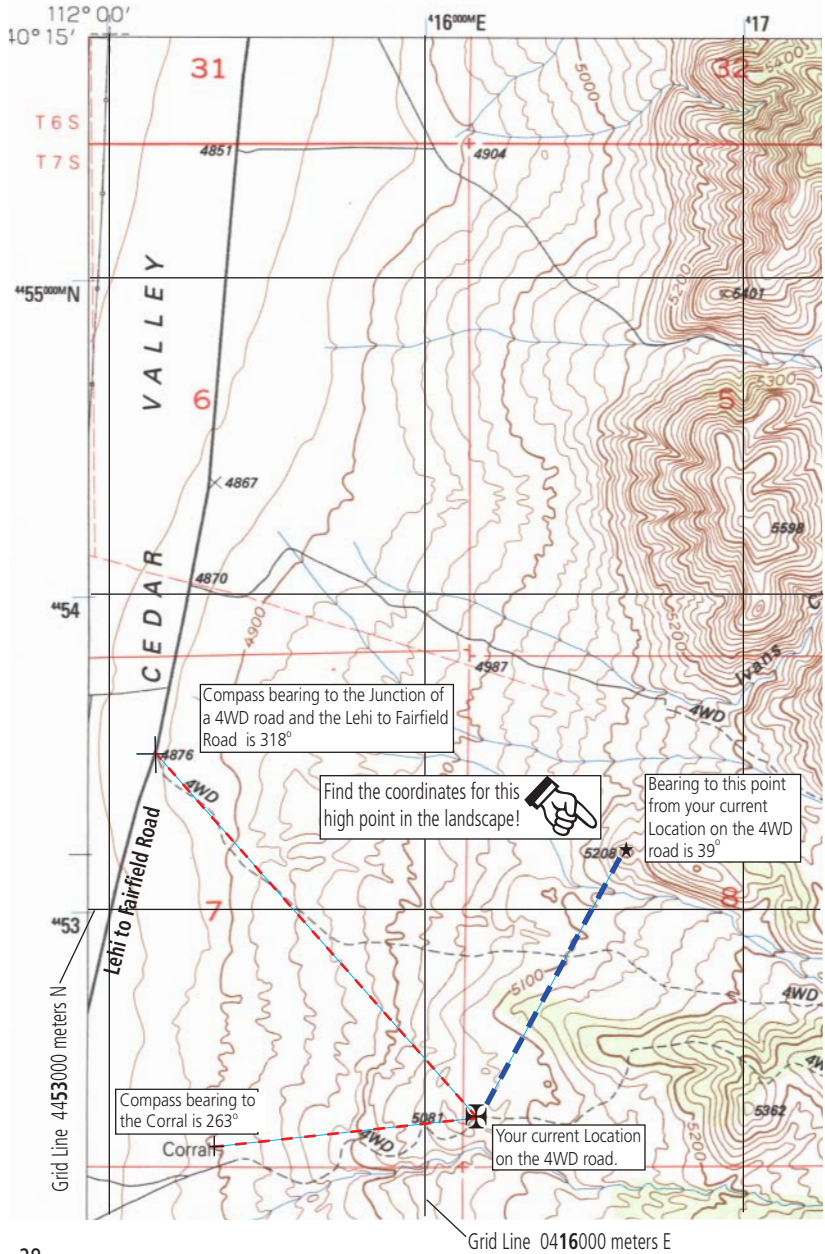 112° 00'
40° 15'
⁴16⁰⁰⁰ᴹE
⁴17
31
32
5000
5400
T 6 S
T 7 S
4851
4904
VALLEY
5200
⁴⁴55⁰⁰⁰ᴹN
5401
5300
6
5
4867
5598
CEDAR
4870
⁴⁴54
4900
5200
4987
Ivans
C
4WD
Compass bearing to the Junction of
a 4WD road and the Lehi to Fairfield
Road is 318°
4876
4WD
Find the coordinates for this
high point in the landscape!
Bearing to this point
from your current
Location on the 4WD
road is 39°
5208
Lehi to Fairfield Road
7
8
⁴⁴53
5100
4WD
4W
Grid Line 4453000 meters N
Compass bearing to
the Corral is 263°
5081
5362
Your current Location
on the 4WD road.
Corral
4WD
5200
Grid Line 0416000 meters E
28